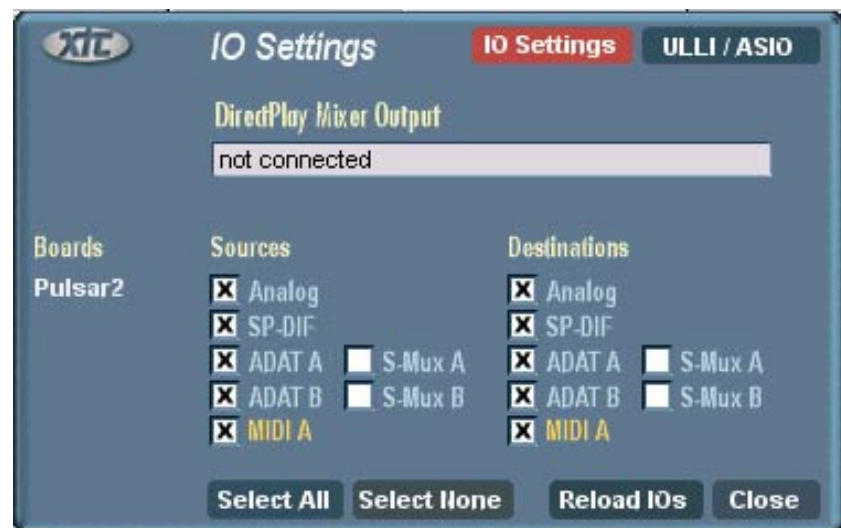 XTC IO Settings IO Settings ULLI / ASIO
DirectPlay Mixer Output
not connected
Boards Sources Destinations
Pulsar2 X Analog X Analog
X SP-DIF X SP-DIF
X ADAT A S-Mux A X ADAT A S-Mux A
X ADAT B S-Mux B X ADAT B S-Mux B
X MIDI A X MIDI A
Select All Select None Reload IOs Close